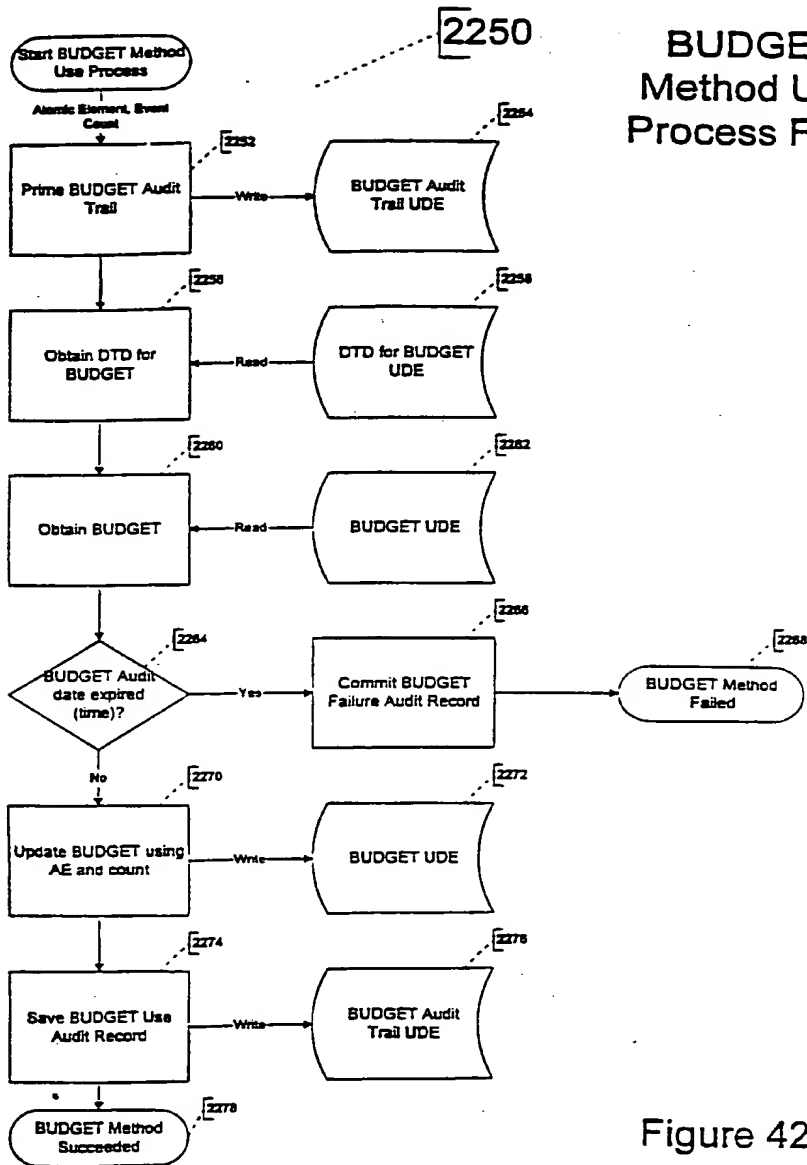 2250
BUDGE
Method U
Process F
Start BUDGET Method
Use Process
Atomic Element, Event
Count
2252
Prime BUDGET Audit
Trail
Write
2254
BUDGET Audit
Trail UDE
2256
Obtain DTD for
BUDGET
Read
2258
DTD for BUDGET
UDE
2260
Obtain BUDGET
Read
2262
BUDGET UDE
2264
BUDGET Audit
date expired
(time)?
Yes
2266
Commit BUDGET
Failure Audit Record
2268
BUDGET Method
Failed
No
2270
Update BUDGET using
AE and count
Write
2272
BUDGET UDE
2274
Save BUDGET Use
Audit Record
Write
2276
BUDGET Audit
Trail UDE
2278
BUDGET Method
Succeeded
Figure 42